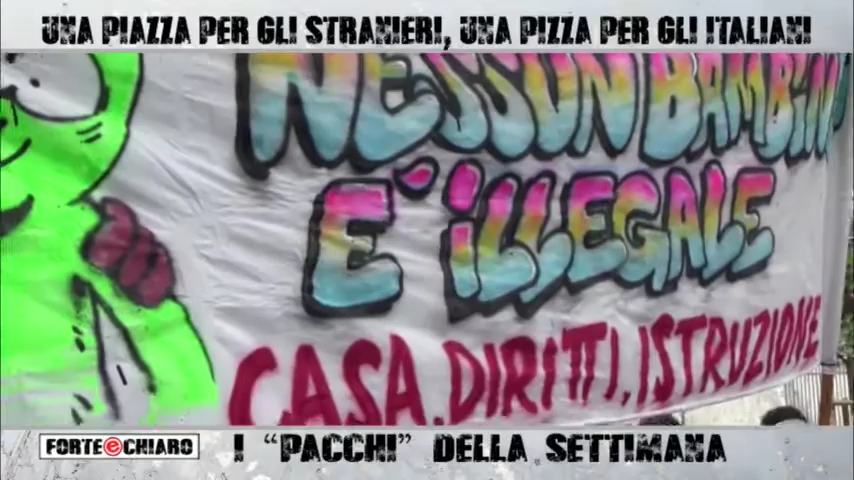 UNA PIAZZA PER GLI STRANIERI, UNA PIZZA PER GLI ITALIANI
NESSUN BAMBIN
E' iLLEGALE
CASA, DIRITTI, ISTRUZIONE
FORTE e CHIARO
I "PACCHI" DELLA SETTIMANA